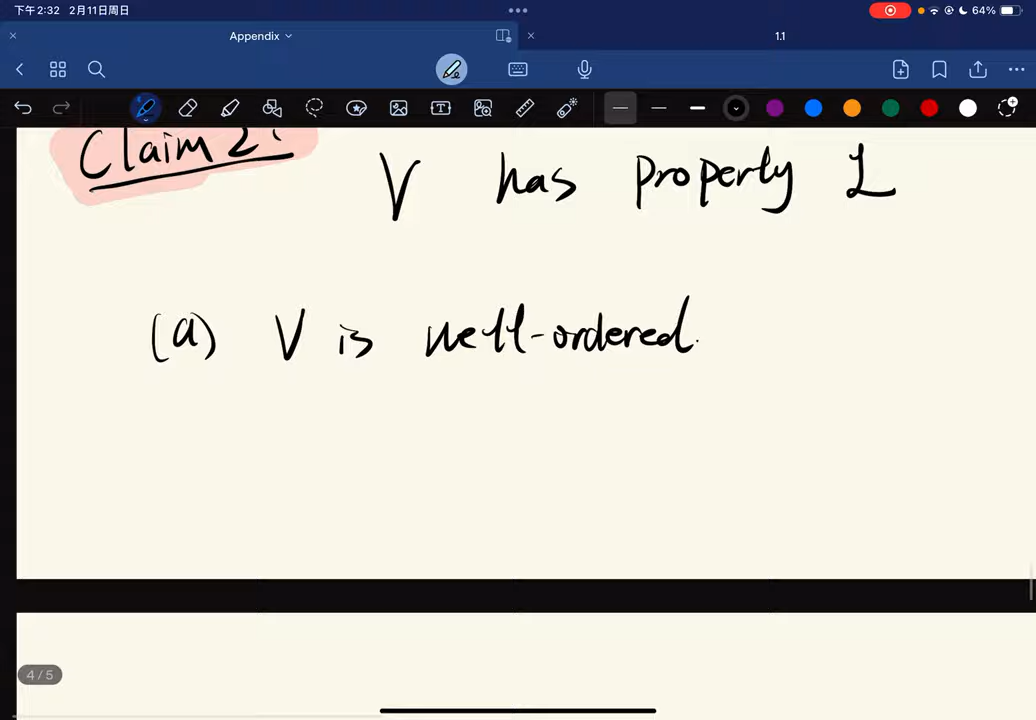 下午2:32 2月11日周日 64%
Appendix 1.1
Claim 2:
V has property L
(a) V is well-ordered.
4 / 5